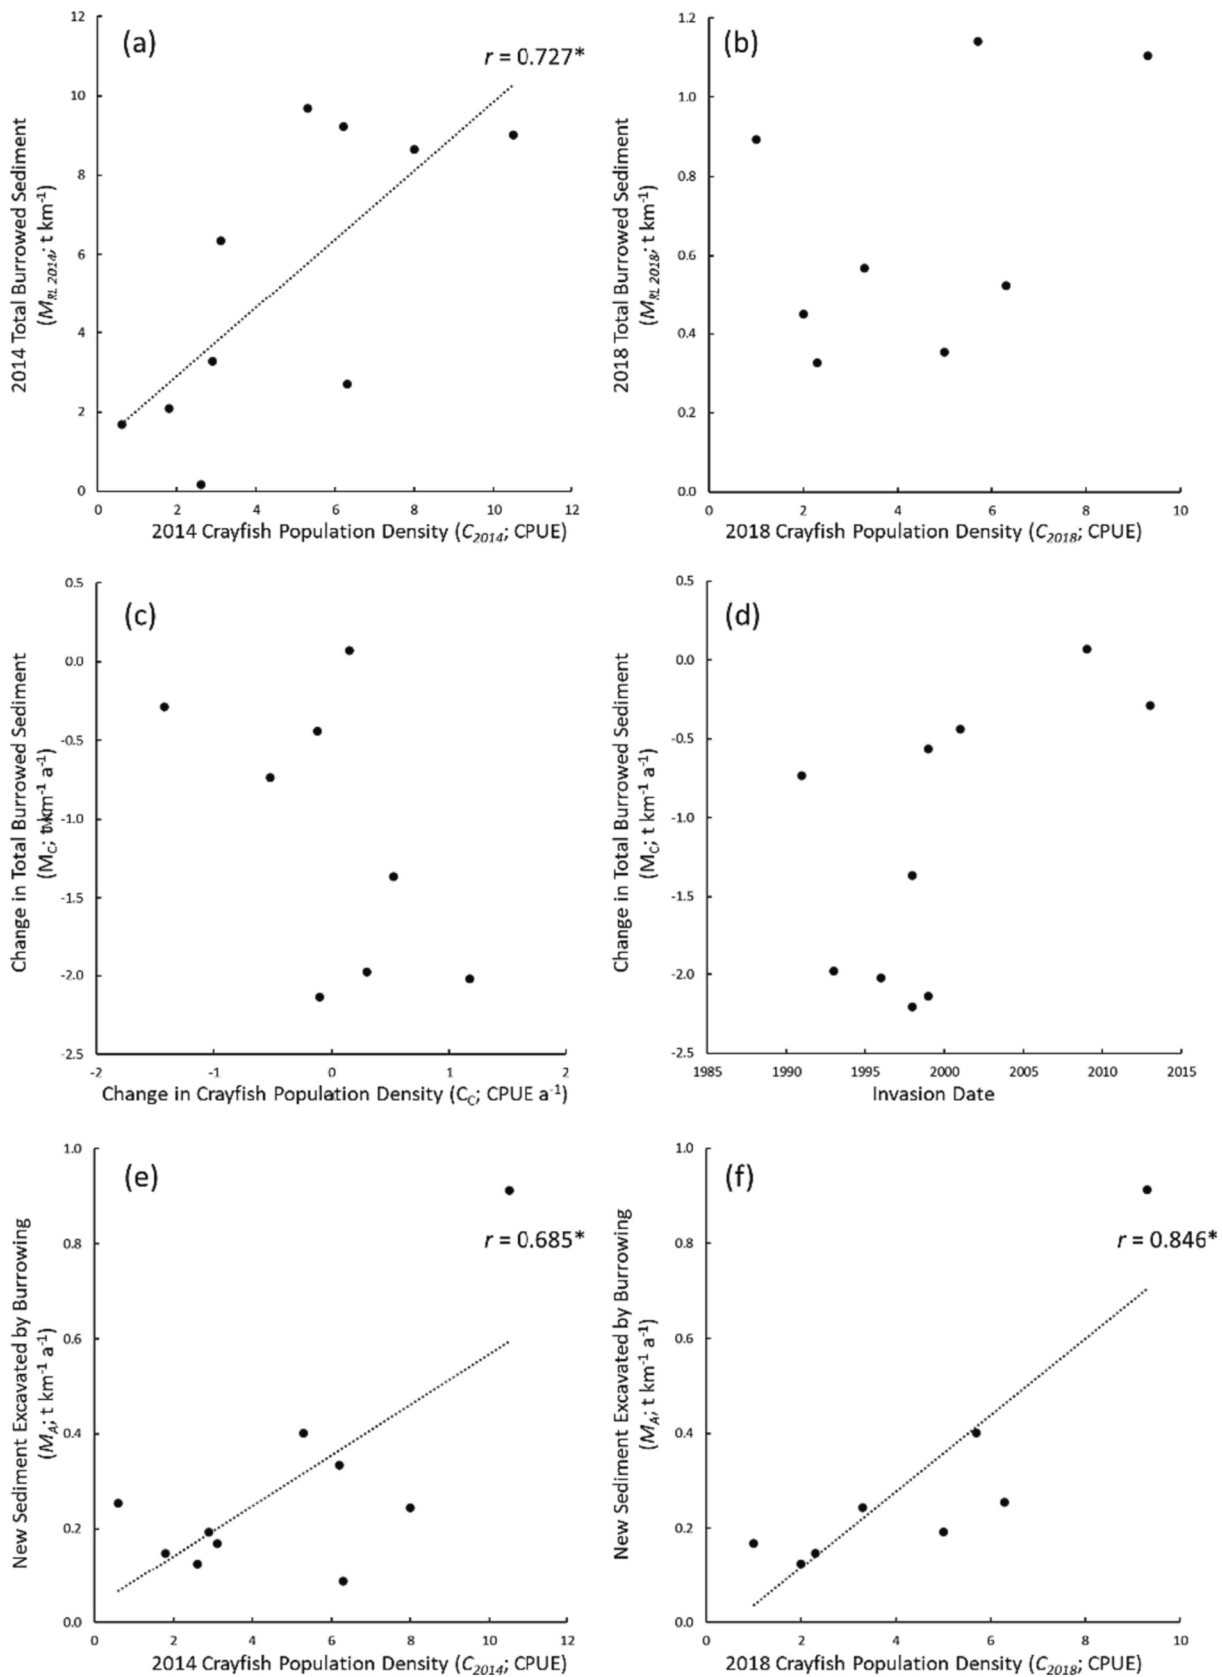 (a)
r = 0.727*
12
10
8
6
4
2
0
0 2 4 6 8 10 12
2014 Total Burrowed Sediment
(M_RL 2014; t km⁻¹)
2014 Crayfish Population Density (C_2014; CPUE)
(b)
1.2
1.0
0.8
0.6
0.4
0.2
0.0
0 2 4 6 8 10
2018 Total Burrowed Sediment
(M_RL 2018; t km⁻¹)
2018 Crayfish Population Density (C_2018; CPUE)
(c)
0.5
0.0
-0.5
-1.0
-1.5
-2.0
-2.5
-2 -1 0 1 2
Change in Total Burrowed Sediment
(M_C; t km⁻¹ a⁻¹)
Change in Crayfish Population Density (C_C; CPUE a⁻¹)
(d)
0.5
0.0
-0.5
-1.0
-1.5
-2.0
-2.5
1985 1990 1995 2000 2005 2010 2015
Change in Total Burrowed Sediment
(M_C; t km⁻¹ a⁻¹)
Invasion Date
(e)
r = 0.685*
1.0
0.8
0.6
0.4
0.2
0.0
0 2 4 6 8 10 12
New Sediment Excavated by Burrowing
(M_A; t km⁻¹ a⁻¹)
2014 Crayfish Population Density (C_2014; CPUE)
(f)
r = 0.846*
1.0
0.8
0.6
0.4
0.2
0.0
0 2 4 6 8 10
New Sediment Excavated by Burrowing
(M_A; t km⁻¹ a⁻¹)
2018 Crayfish Population Density (C_2018; CPUE)